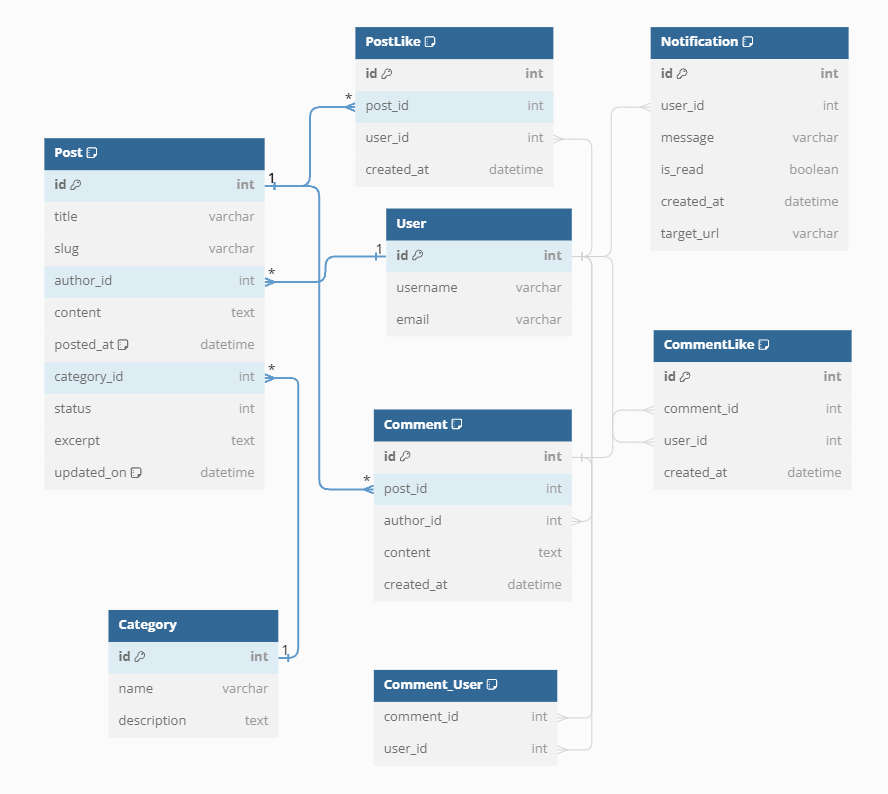 PostLike
id int
* post_id int
user_id int
created_at datetime
Notification
id int
user_id int
message varchar
is_read boolean
created_at datetime
target_url varchar
Post
id int 1
title varchar
slug varchar
author_id int *
content text
posted_at datetime
category_id int *
status int
excerpt text
updated_on datetime
User
1 id int
username varchar
email varchar
CommentLike
id int
comment_id int
user_id int
created_at datetime
Comment
id int
* post_id int
author_id int
content text
created_at datetime
Category
id int 1
name varchar
description text
Comment_User
comment_id int
user_id int